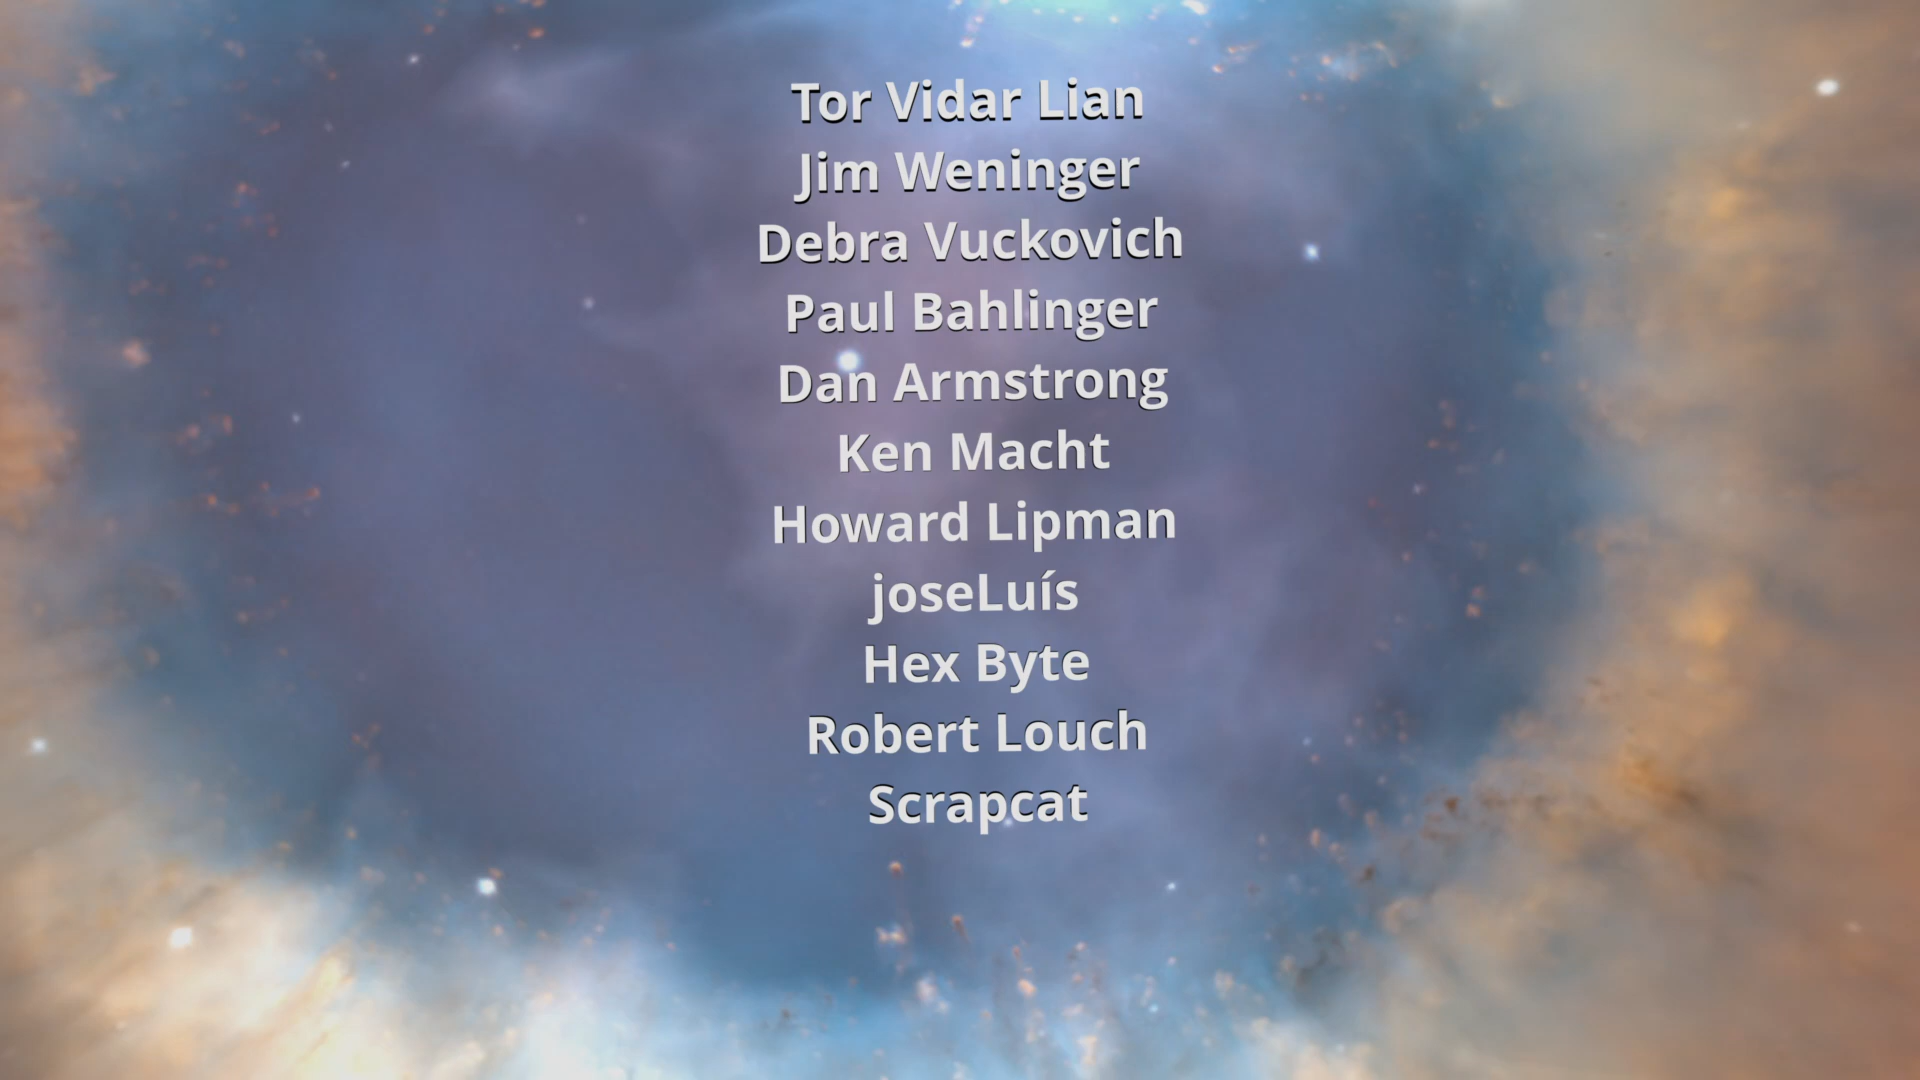 Tor Vidar Lian
Jim Weninger
Debra Vuckovich
Paul Bahlinger
Dan Armstrong
Ken Macht
Howard Lipman
joseLuís
Hex Byte
Robert Louch
Scrapcat